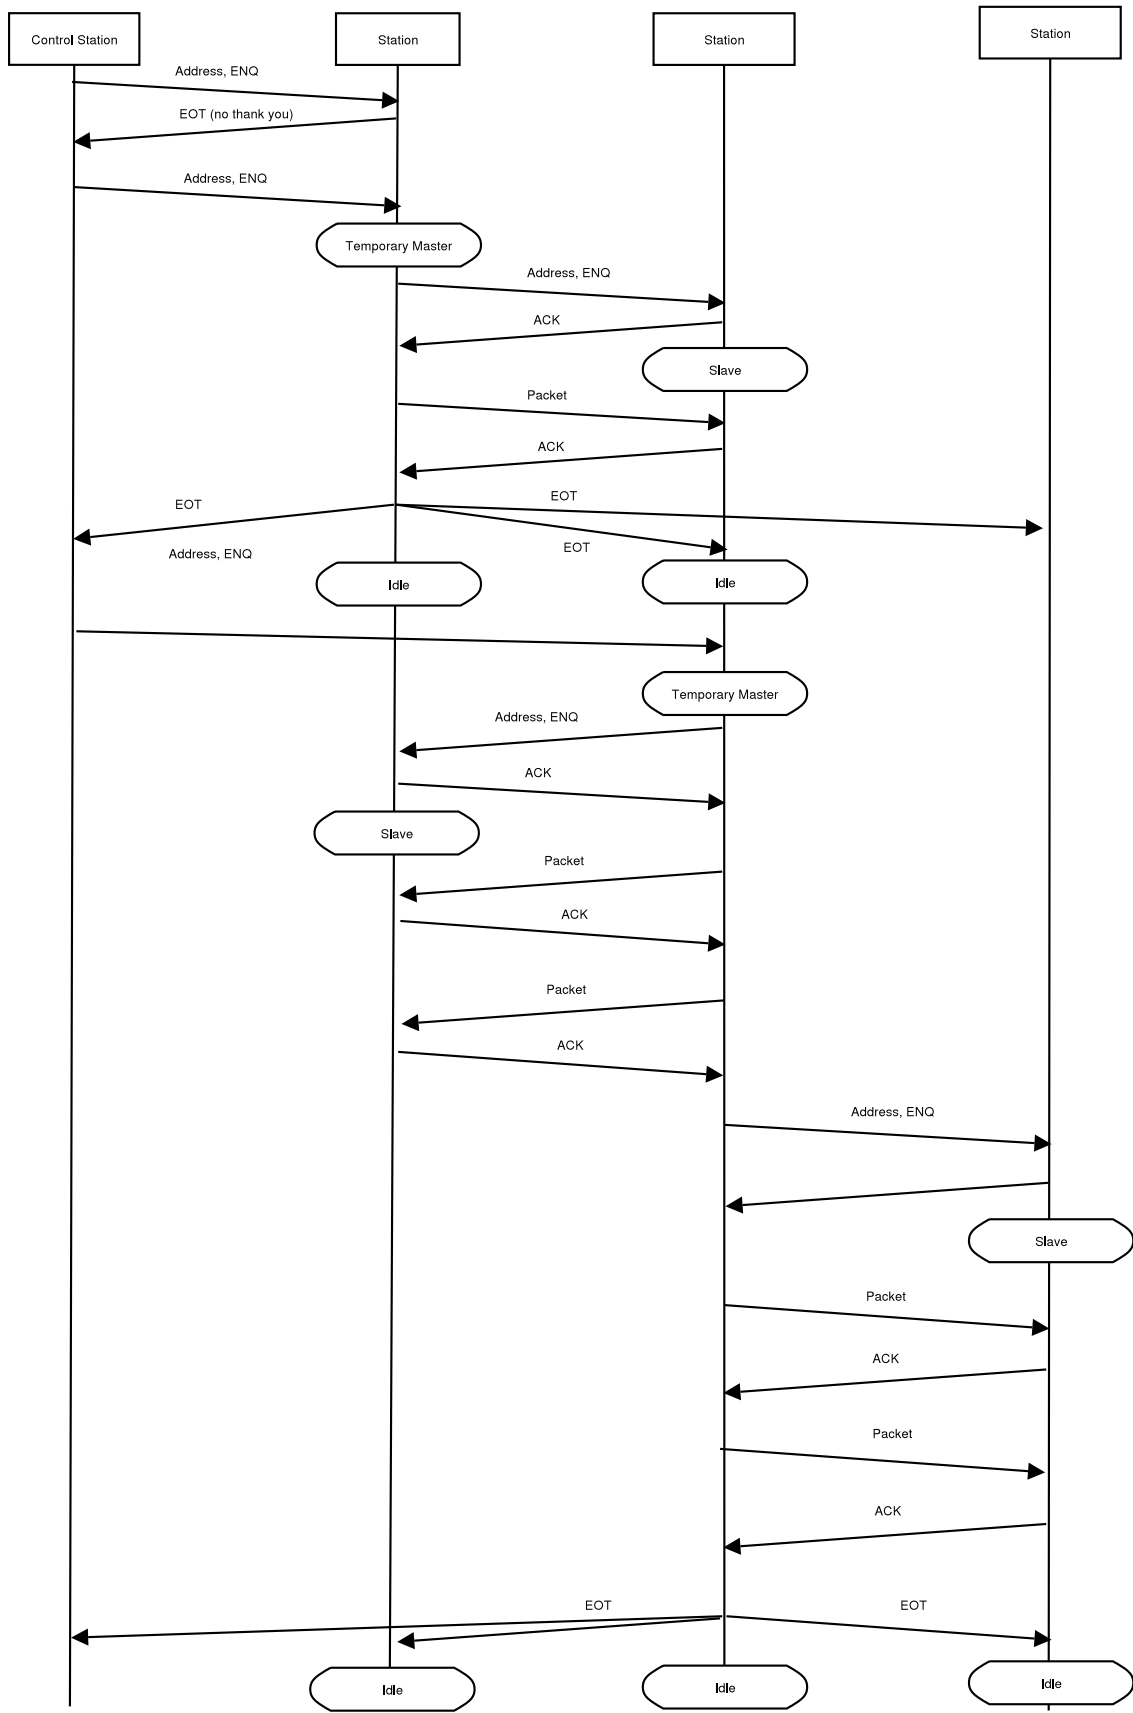 Control Station
Station
Station
Station
Address, ENQ
EOT (no thank you)
Address, ENQ
Temporary Master
Address, ENQ
ACK
Slave
Packet
ACK
EOT
EOT
EOT
Address, ENQ
Idle
Idle
Temporary Master
Address, ENQ
ACK
Slave
Packet
ACK
Packet
ACK
Address, ENQ
Slave
Packet
ACK
Packet
ACK
EOT
EOT
Idle
Idle
Idle